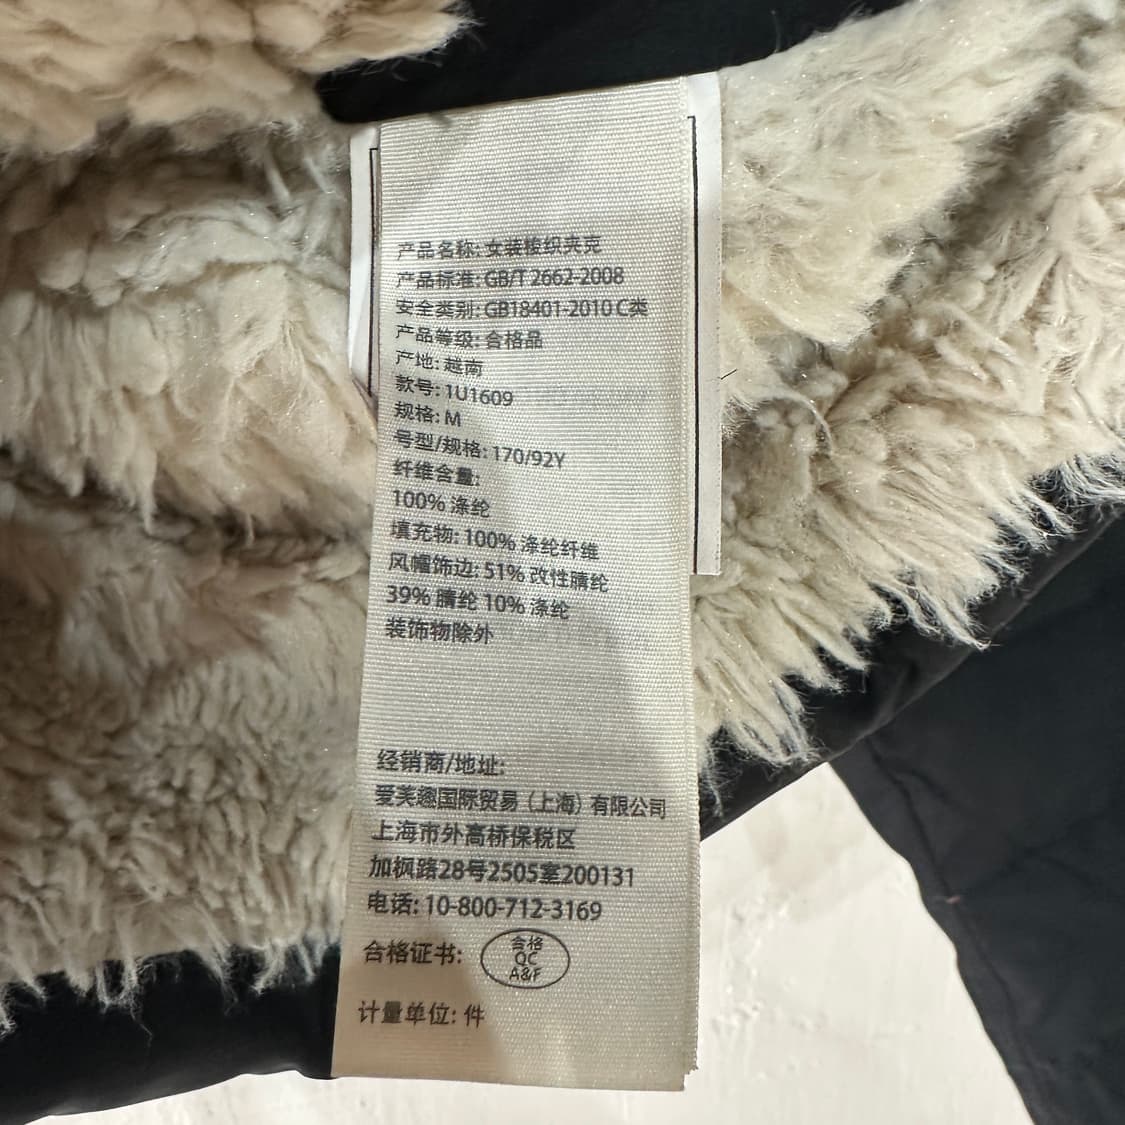 产品名称: 女装梭织夹克
产品标准: GB/T 2662-2008
安全类别: GB18401-2010 C类
产品等级: 合格品
产地: 越南
款号: 1U1609
规格: M
号型/规格: 170/92Y
纤维含量:
100% 涤纶
填充物: 100% 涤纶纤维
风帽饰边: 51% 改性腈纶
39% 腈纶 10% 涤纶
装饰物除外
经销商/地址:
爱美趣国际贸易（上海）有限公司
上海市外高桥保税区
加枫路28号2505室200131
电话: 10-800-712-3169
合格证书:
合格
QC
A&F
计量单位: 件